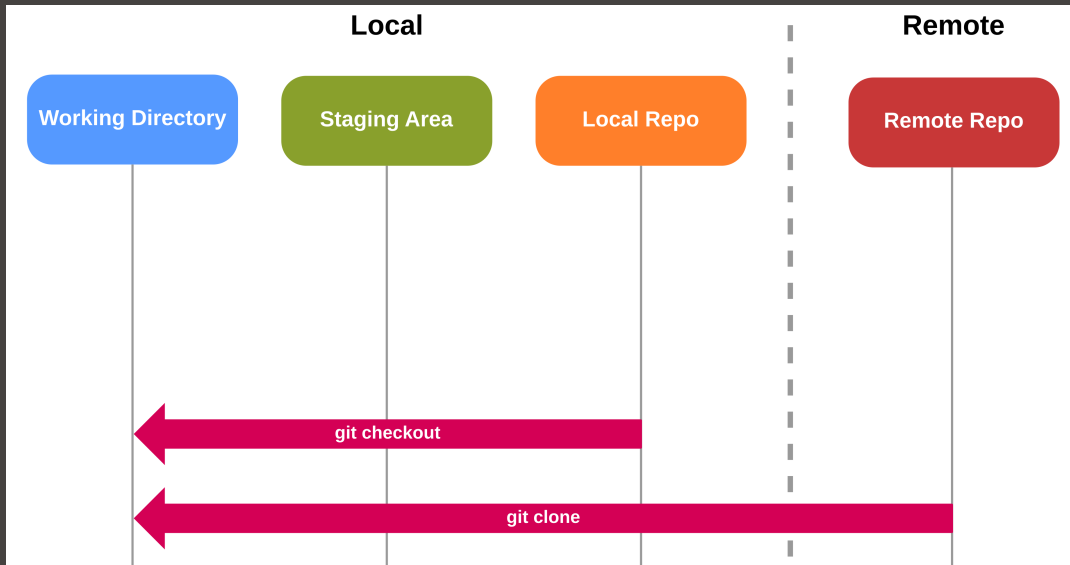 Local
Remote
Working Directory
Staging Area
Local Repo
Remote Repo
git checkout
git clone